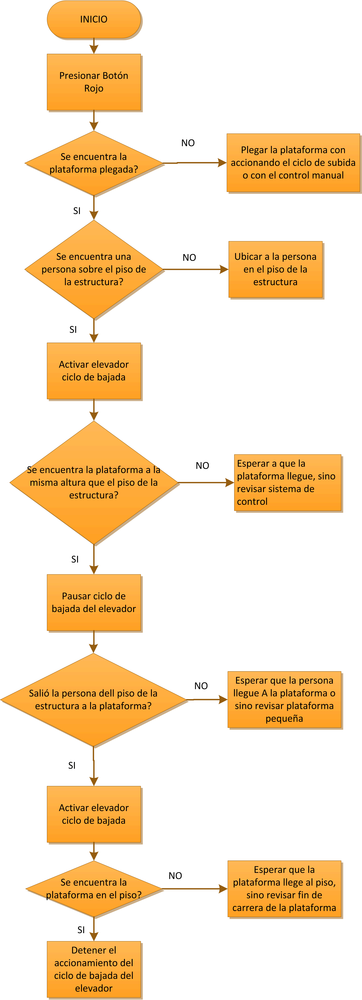 INICIO
Presionar Botón
Rojo
Se encuentra la
plataforma plegada?
NO
Plegar la plataforma con
accionando el ciclo de subida
o con el control manual
SI
Se encuentra una
persona sobre el piso de
la estructura?
NO
Ubicar a la persona
en el piso de la
estructura
SI
Activar elevador
ciclo de bajada
Se encuentra la plataforma a la
misma altura que el piso de la
estructura?
NO
Esperar a que la
plataforma llegue, sino
revisar sistema de
control
SI
Pausar ciclo de
bajada del elevador
Salió la persona dell piso de la
estructura a la plataforma?
NO
Esperar que la persona
llegue A la plataforma o
sino revisar plataforma
pequeña
SI
Activar elevador
ciclo de bajada
Se encuentra la
plataforma en el piso?
NO
Esperar que la
plataforma llege al piso,
sino revisar fin de
carrera de la plataforma
SI
Detener el
accionamiento del
ciclo de bajada del
elevador